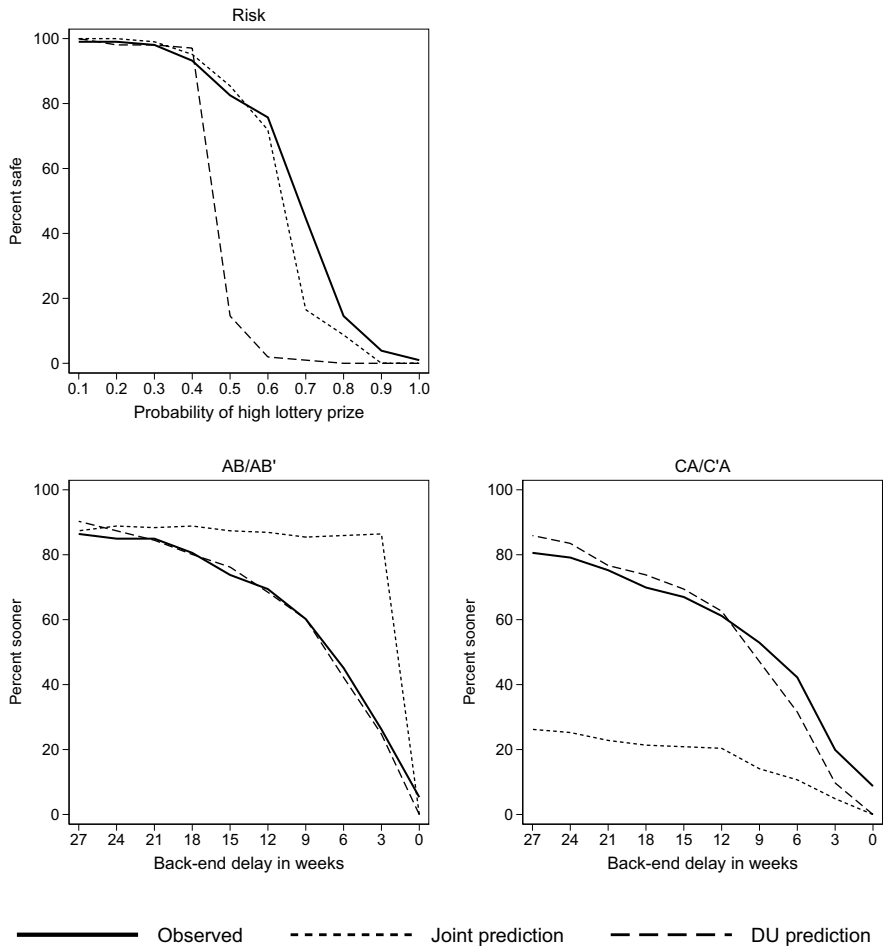 Risk
100
80
60
40
20
0
Percent safe
0.1 0.2 0.3 0.4 0.5 0.6 0.7 0.8 0.9 1.0
Probability of high lottery prize
AB/AB'
100
80
60
40
20
0
Percent sooner
27 24 21 18 15 12 9 6 3 0
Back-end delay in weeks
CA/C'A
100
80
60
40
20
0
Percent sooner
27 24 21 18 15 12 9 6 3 0
Back-end delay in weeks
Observed Joint prediction DU prediction